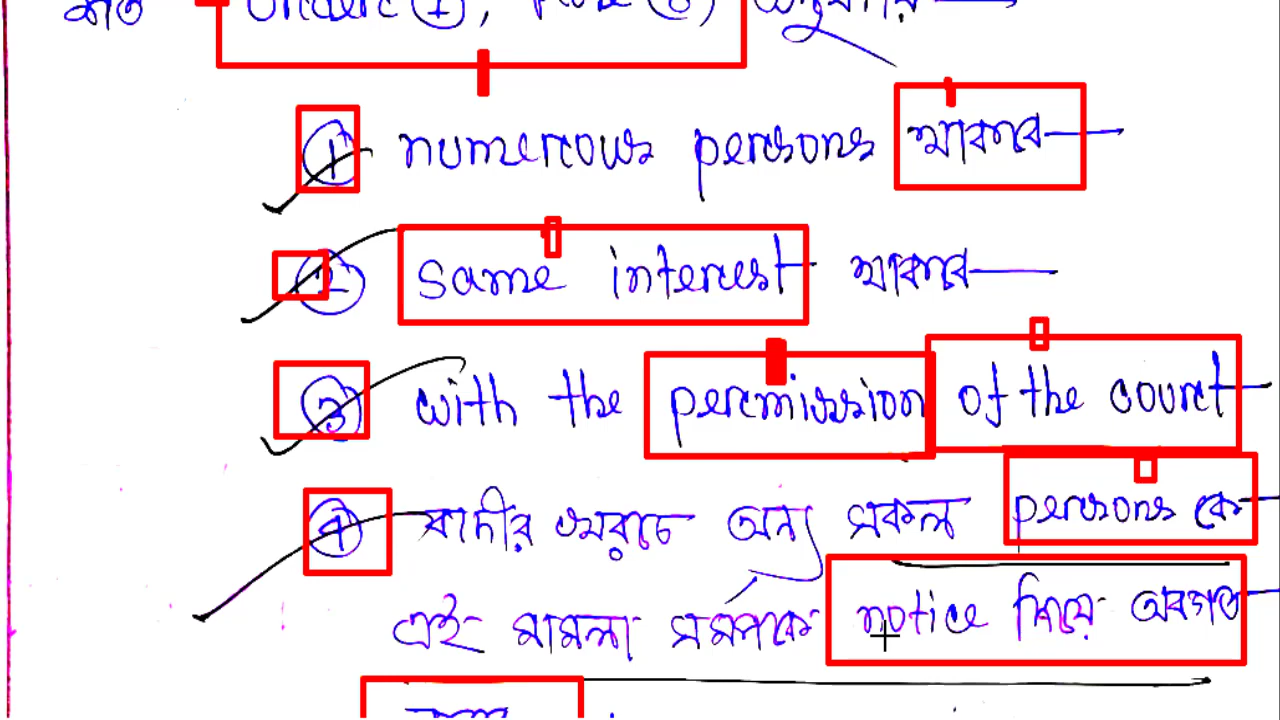 শর্ত Order (1), Rule (8) অনুযায়ী —
① numerous persons থাকবে —
② same interest থাকবে —
③ with the permission of the court —
④ বাদীর খরচে অন্য সকল persons কে —
এই মামলা সম্পর্কে notice দিয়ে অবগত —